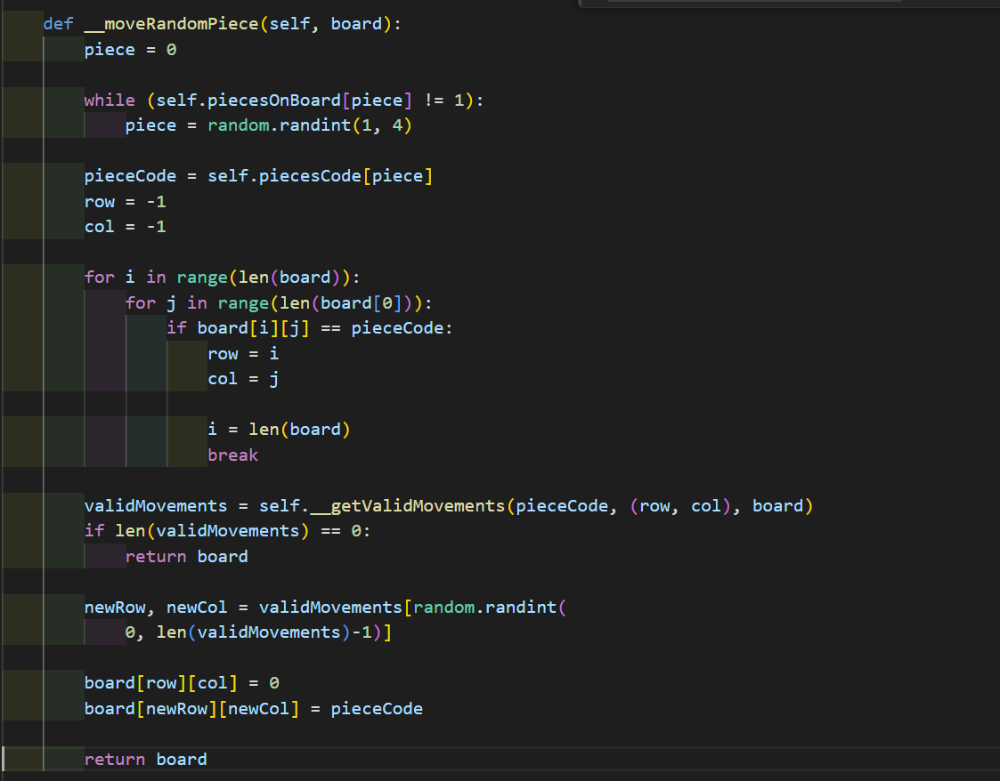 def __moveRandomPiece(self, board):
    piece = 0

    while (self.piecesOnBoard[piece] != 1):
        piece = random.randint(1, 4)

    pieceCode = self.piecesCode[piece]
    row = -1
    col = -1

    for i in range(len(board)):
        for j in range(len(board[0])):
            if board[i][j] == pieceCode:
                row = i
                col = j

                i = len(board)
                break

    validMovements = self.__getValidMovements(pieceCode, (row, col), board)
    if len(validMovements) == 0:
        return board

    newRow, newCol = validMovements[random.randint(
        0, len(validMovements)-1)]

    board[row][col] = 0
    board[newRow][newCol] = pieceCode

    return board